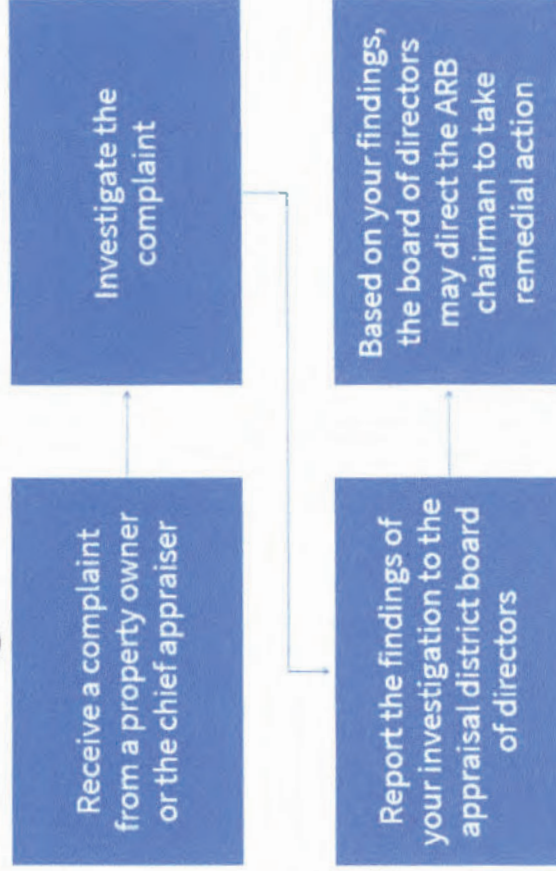 Receive a complaint
from a property owner
or the chief appraiser
Investigate the
complaint
Report the findings of
your investigation to the
appraisal district board
of directors
Based on your findings,
the board of directors
may direct the ARB
chairman to take
remedial action